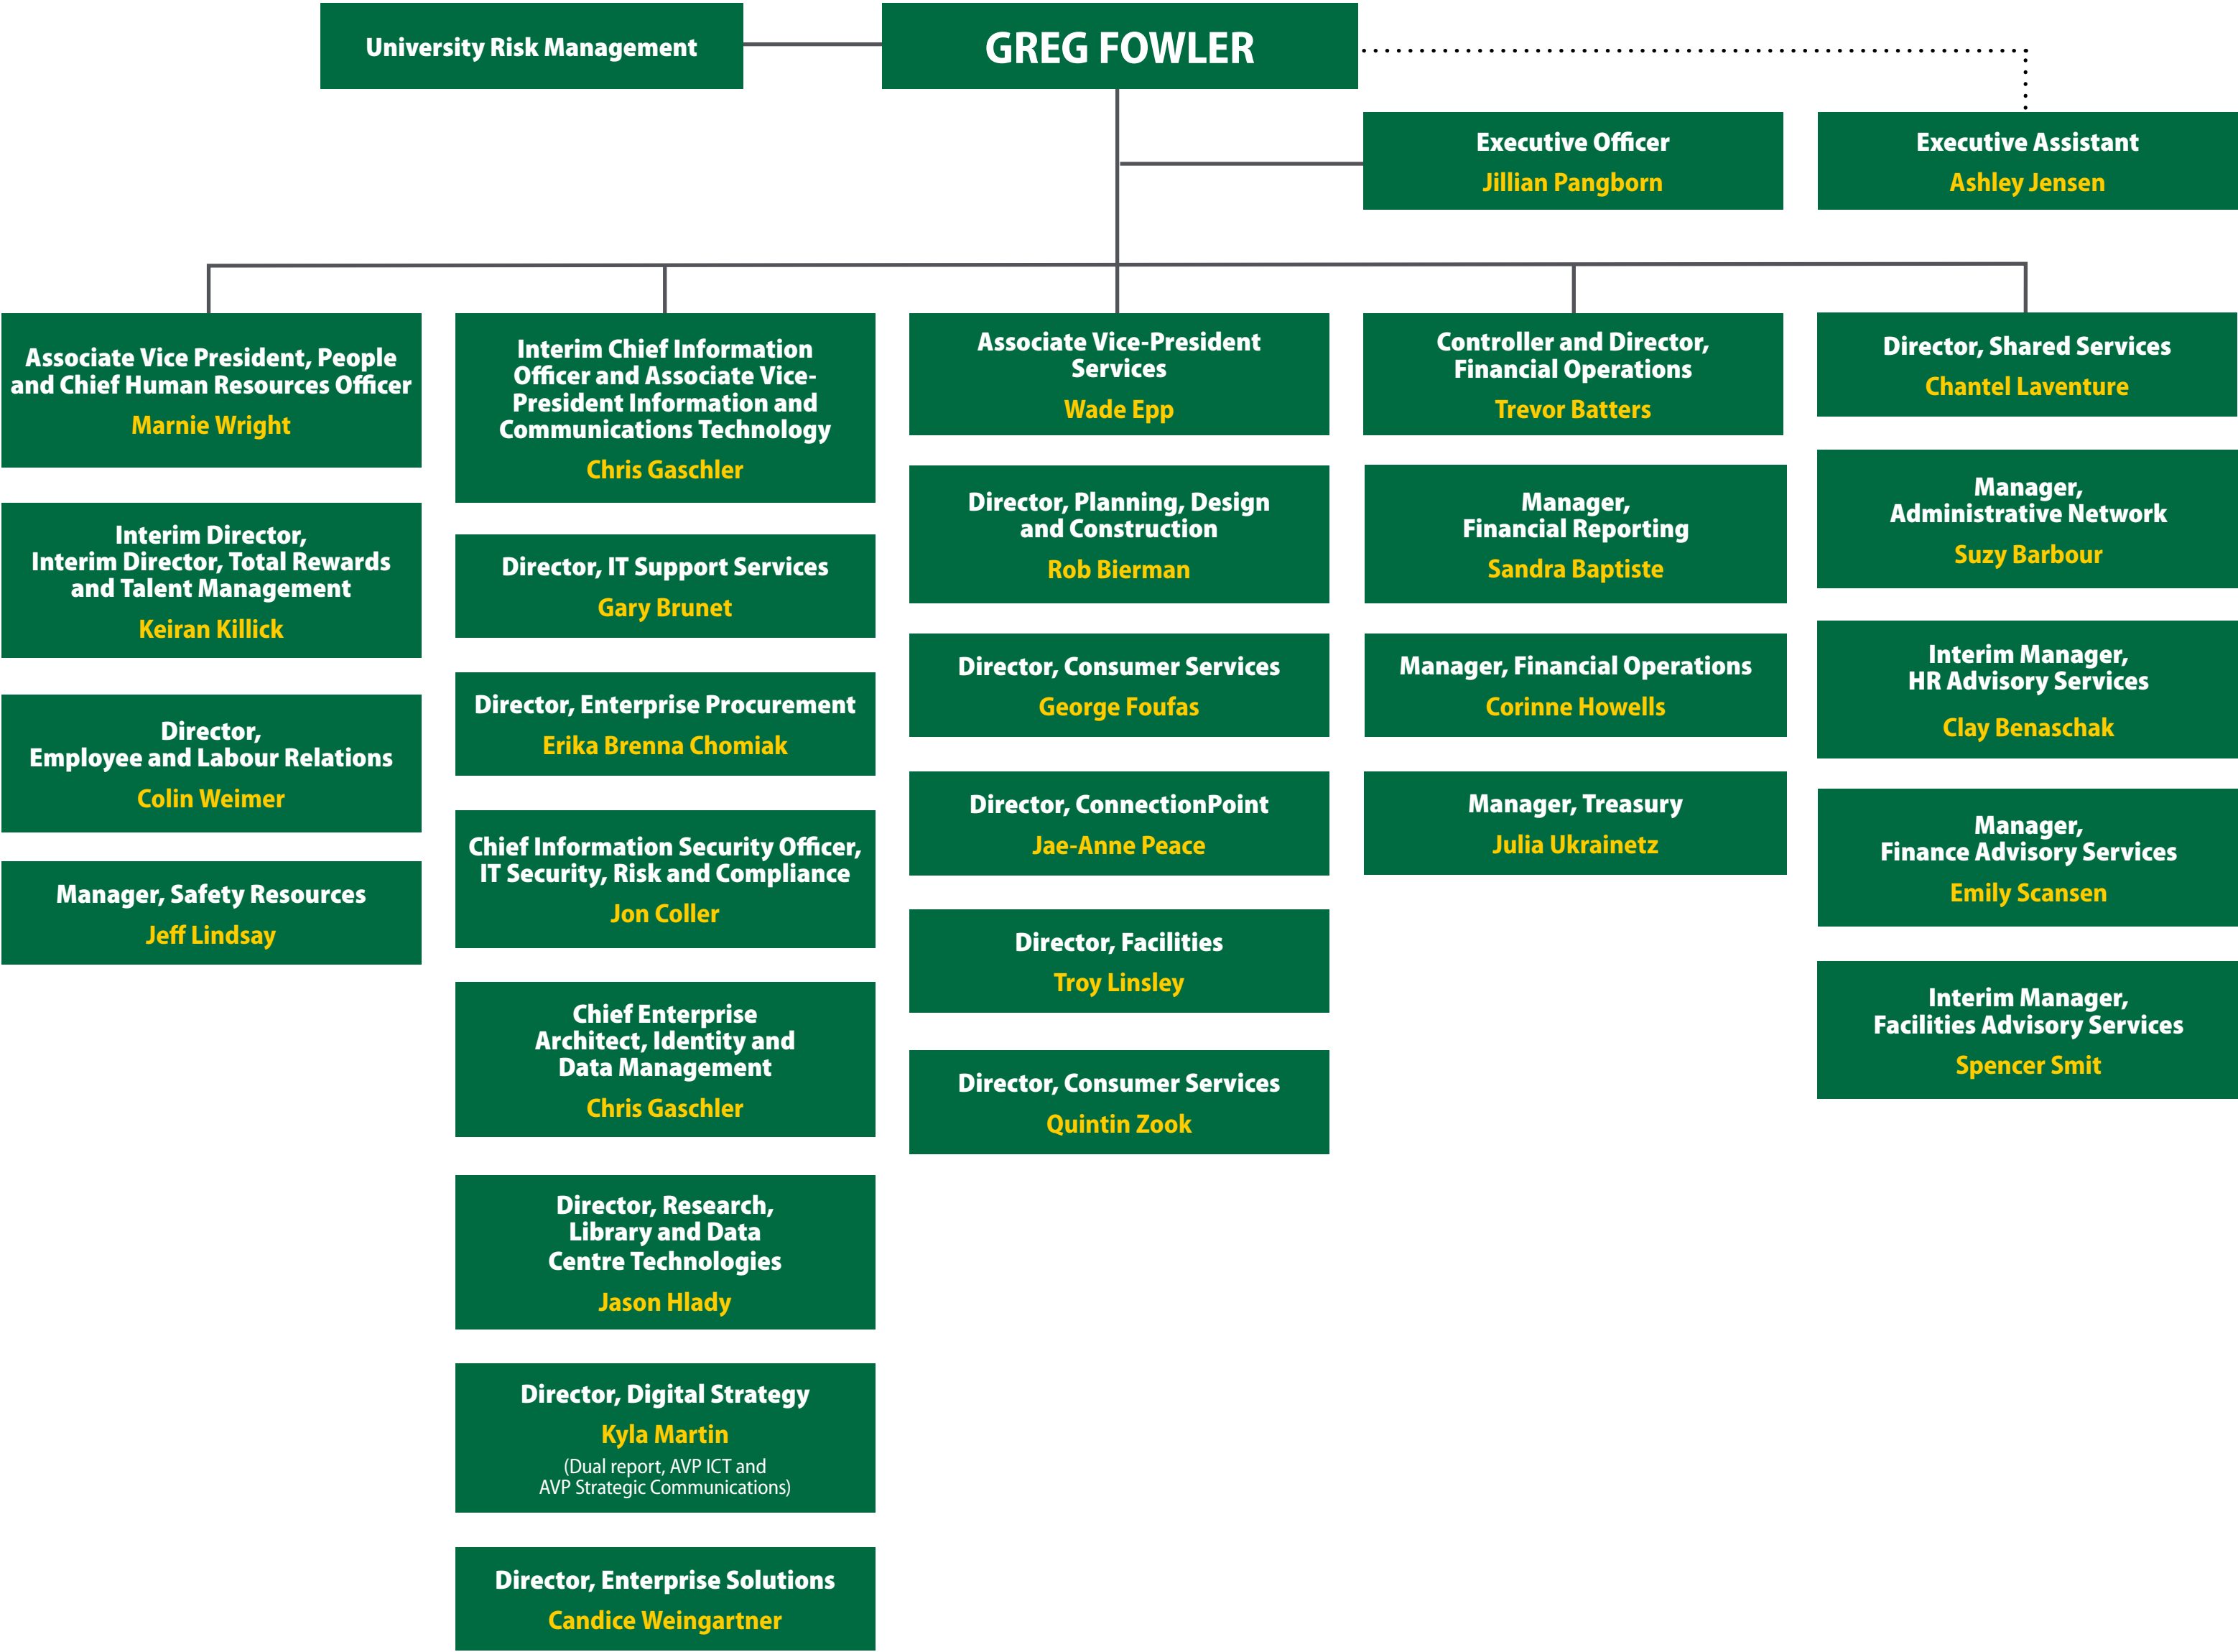 University Risk Management
GREG FOWLER
Executive Officer
Jillian Pangborn
Executive Assistant
Ashley Jensen
Associate Vice President, People
and Chief Human Resources Officer
Marnie Wright
Interim Director,
Interim Director, Total Rewards
and Talent Management
Keiran Killick
Director,
Employee and Labour Relations
Colin Weimer
Manager, Safety Resources
Jeff Lindsay
Interim Chief Information
Officer and Associate Vice-
President Information and
Communications Technology
Chris Gaschler
Director, IT Support Services
Gary Brunet
Director, Enterprise Procurement
Erika Brenna Chomiak
Chief Information Security Officer,
IT Security, Risk and Compliance
Jon Coller
Chief Enterprise
Architect, Identity and
Data Management
Chris Gaschler
Director, Research,
Library and Data
Centre Technologies
Jason Hlady
Director, Digital Strategy
Kyla Martin
(Dual report, AVP ICT and
AVP Strategic Communications)
Director, Enterprise Solutions
Candice Weingartner
Associate Vice-President
Services
Wade Epp
Director, Planning, Design
and Construction
Rob Bierman
Director, Consumer Services
George Foufas
Director, ConnectionPoint
Jae-Anne Peace
Director, Facilities
Troy Linsley
Director, Consumer Services
Quintin Zook
Controller and Director,
Financial Operations
Trevor Batters
Manager,
Financial Reporting
Sandra Baptiste
Manager, Financial Operations
Corinne Howells
Manager, Treasury
Julia Ukrainetz
Director, Shared Services
Chantel Laventure
Manager,
Administrative Network
Suzy Barbour
Interim Manager,
HR Advisory Services
Clay Benaschak
Manager,
Finance Advisory Services
Emily Scansen
Interim Manager,
Facilities Advisory Services
Spencer Smit